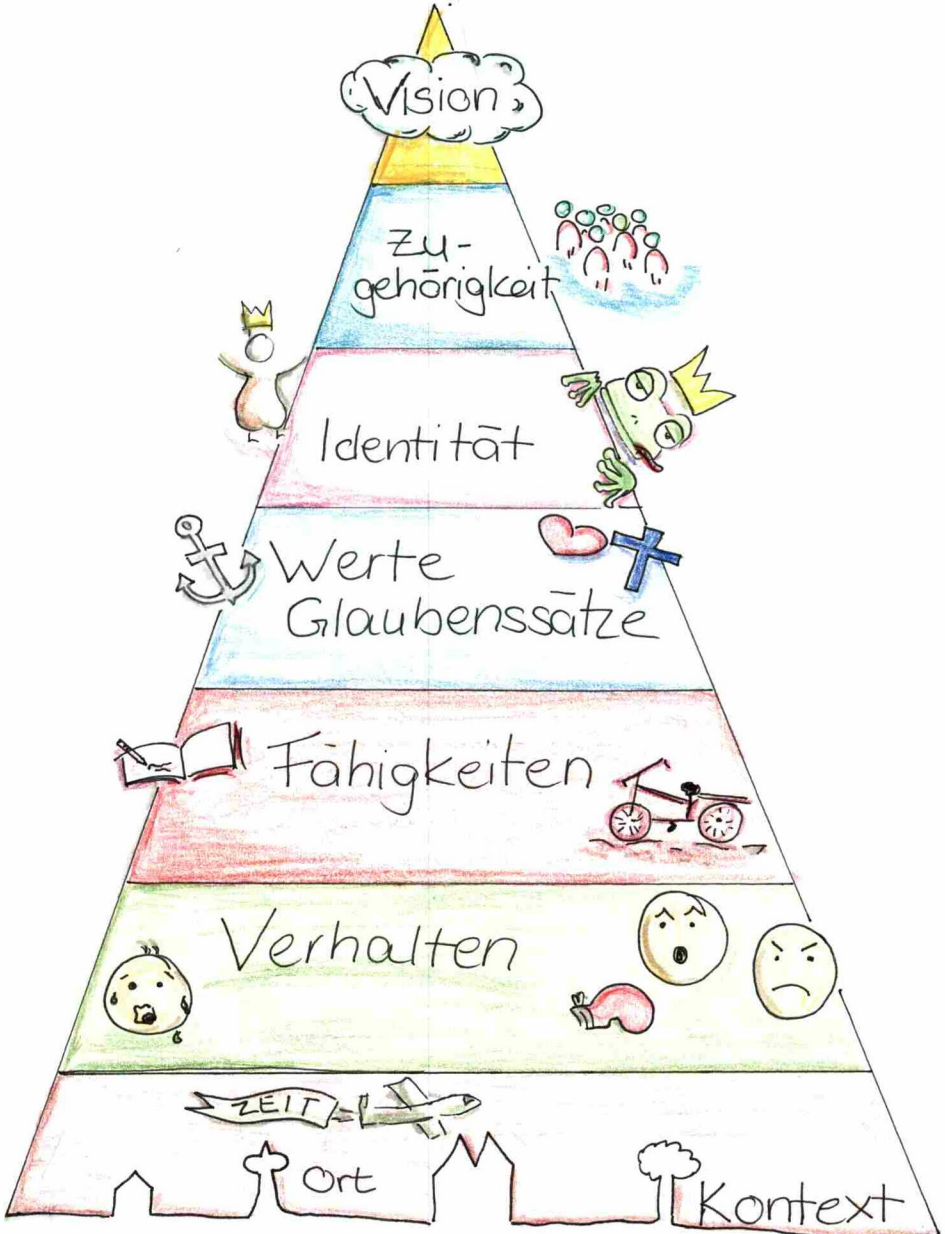 Vision
Zu-
gehörigkeit
Identität
Werte
Glaubenssätze
Fähigkeiten
Verhalten
ZEIT
Ort
Kontext